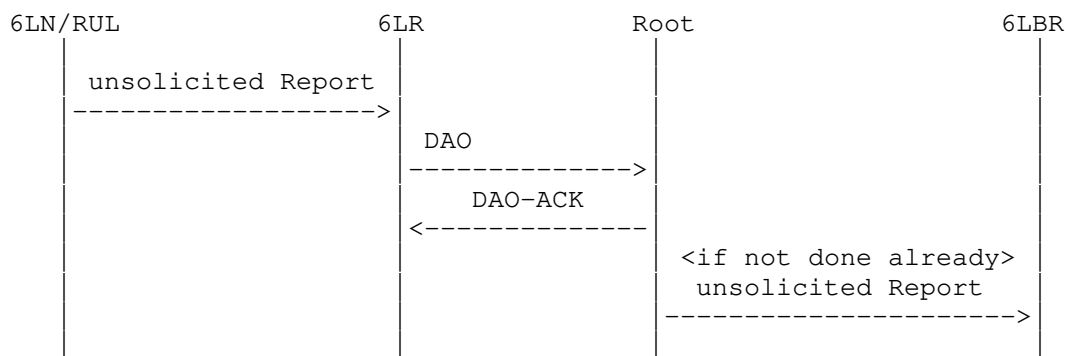 6LN/RUL 6LR Root 6LBR
unsolicited Report
DAO
DAO-ACK
<if not done already>
unsolicited Report